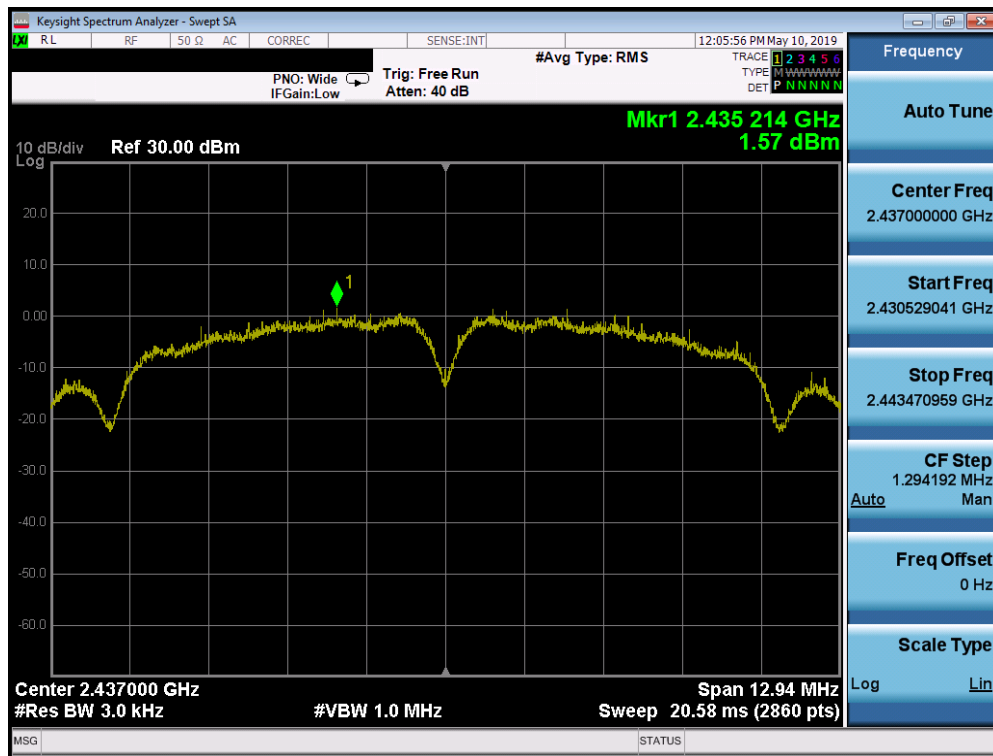 Keysight Spectrum Analyzer - Swept SA
LXI RL RF 50 Ω AC CORREC SENSE:INT 12:05:56 PM May 10, 2019
PNO: Wide
IFGain:Low
Trig: Free Run
Atten: 40 dB
#Avg Type: RMS
TRACE 1 2 3 4 5 6
TYPE M W W W W W
DET P N N N N N
Mkr1 2.435 214 GHz
1.57 dBm
10 dB/div Ref 30.00 dBm
Log
20.0
10.0
1
0.00
-10.0
-20.0
-30.0
-40.0
-50.0
-60.0
Center 2.437000 GHz Span 12.94 MHz
#Res BW 3.0 kHz #VBW 1.0 MHz Sweep 20.58 ms (2860 pts)
MSG STATUS
Frequency
Auto Tune
Center Freq
2.437000000 GHz
Start Freq
2.430529041 GHz
Stop Freq
2.443470959 GHz
CF Step
1.294192 MHz
Auto Man
Freq Offset
0 Hz
Scale Type
Log Lin